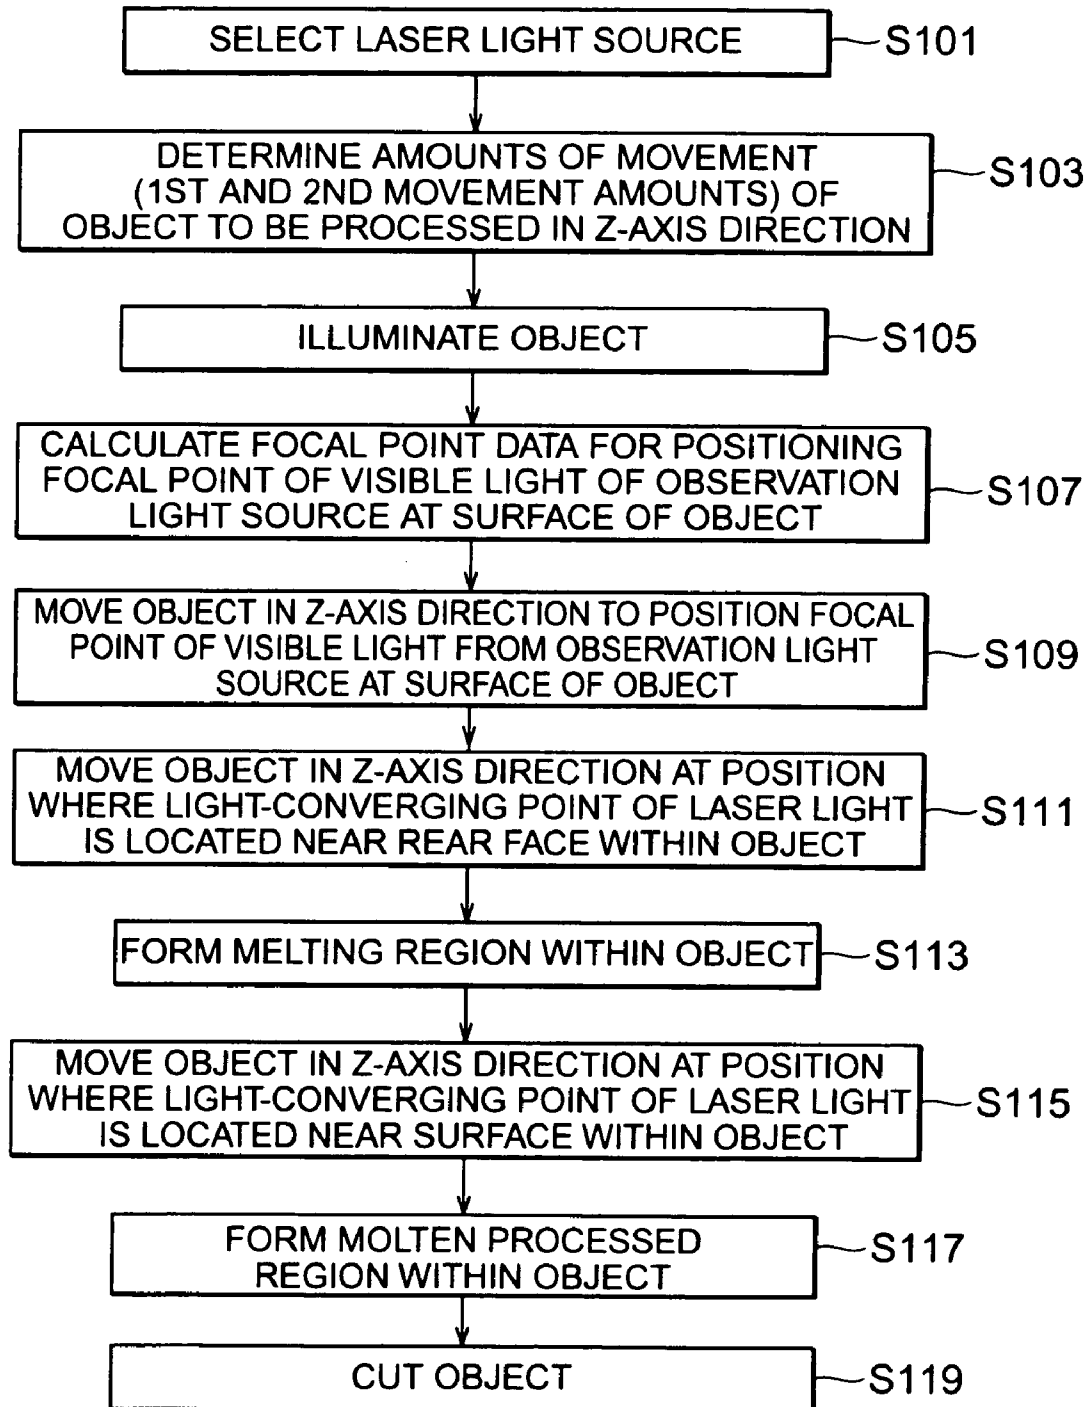 SELECT LASER LIGHT SOURCE
S101
DETERMINE AMOUNTS OF MOVEMENT
(1ST AND 2ND MOVEMENT AMOUNTS) OF
OBJECT TO BE PROCESSED IN Z-AXIS DIRECTION
S103
ILLUMINATE OBJECT
S105
CALCULATE FOCAL POINT DATA FOR POSITIONING
FOCAL POINT OF VISIBLE LIGHT OF OBSERVATION
LIGHT SOURCE AT SURFACE OF OBJECT
S107
MOVE OBJECT IN Z-AXIS DIRECTION TO POSITION FOCAL
POINT OF VISIBLE LIGHT FROM OBSERVATION LIGHT
SOURCE AT SURFACE OF OBJECT
S109
MOVE OBJECT IN Z-AXIS DIRECTION AT POSITION
WHERE LIGHT-CONVERGING POINT OF LASER LIGHT
IS LOCATED NEAR REAR FACE WITHIN OBJECT
S111
FORM MELTING REGION WITHIN OBJECT
S113
MOVE OBJECT IN Z-AXIS DIRECTION AT POSITION
WHERE LIGHT-CONVERGING POINT OF LASER LIGHT
IS LOCATED NEAR SURFACE WITHIN OBJECT
S115
FORM MOLTEN PROCESSED
REGION WITHIN OBJECT
S117
CUT OBJECT
S119